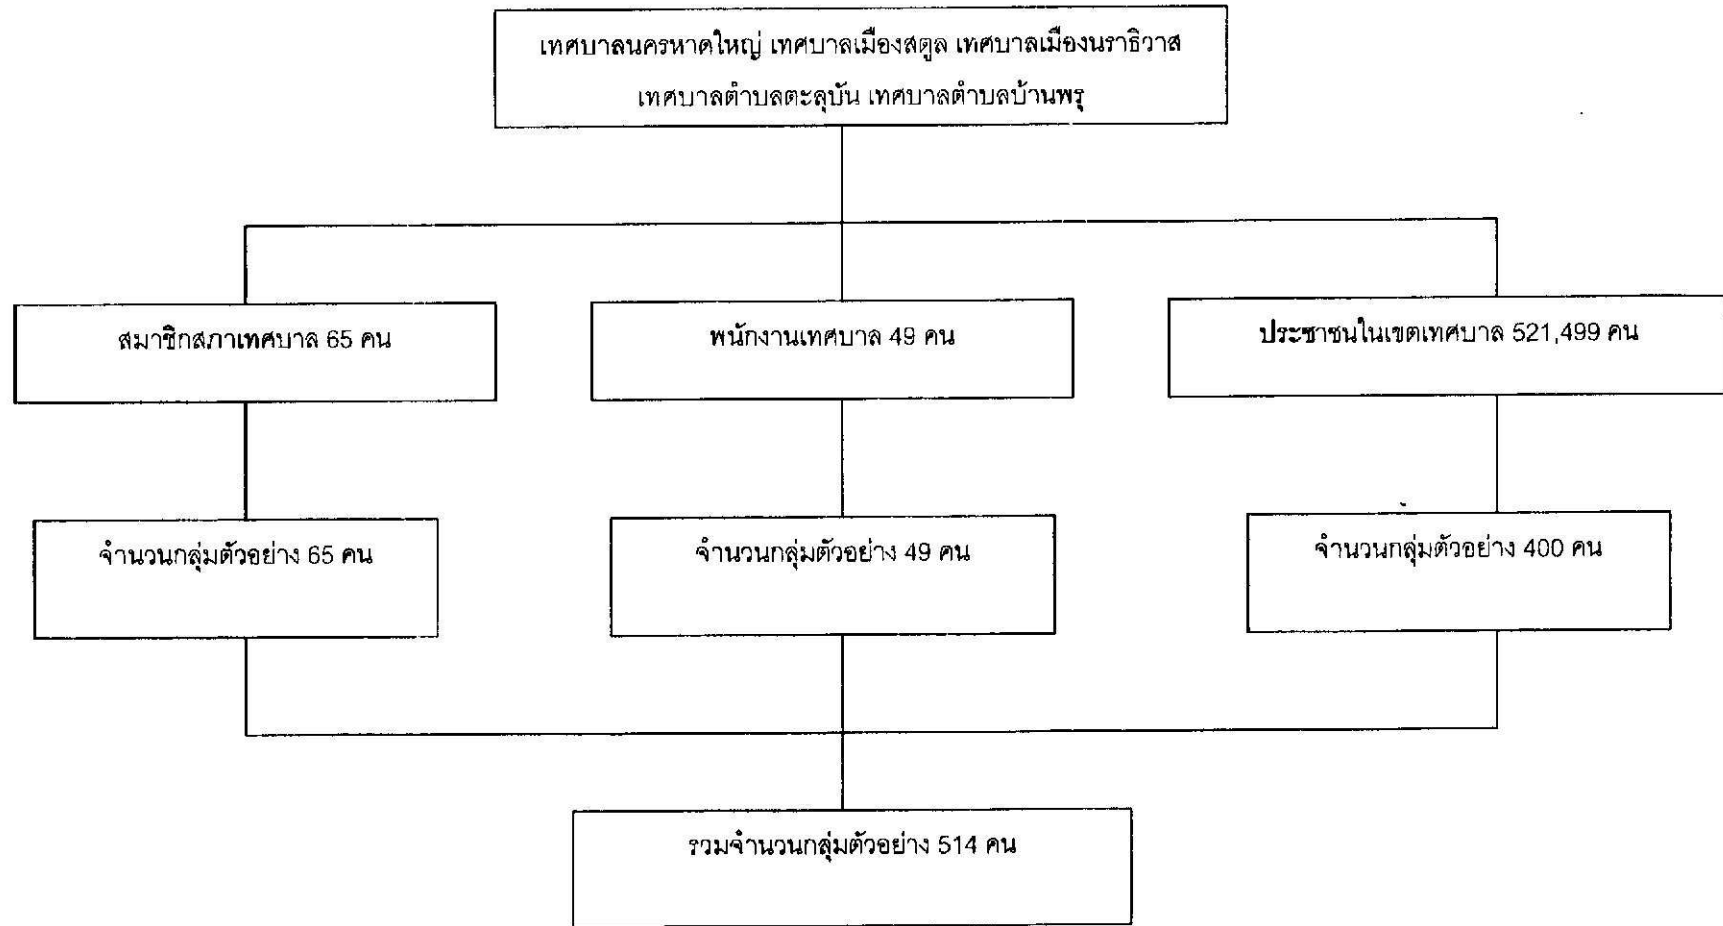 เทศบาลนครหาดใหญ่ เทศบาลเมืองสตูล เทศบาลเมืองนราธิวาส
เทศบาลตำบลตะลุบัน เทศบาลตำบลบ้านพรุ
สมาชิกสภาเทศบาล 65 คน
พนักงานเทศบาล 49 คน
ประชาชนในเขตเทศบาล 521,499 คน
จำนวนกลุ่มตัวอย่าง 65 คน
จำนวนกลุ่มตัวอย่าง 49 คน
จำนวนกลุ่มตัวอย่าง 400 คน
รวมจำนวนกลุ่มตัวอย่าง 514 คน